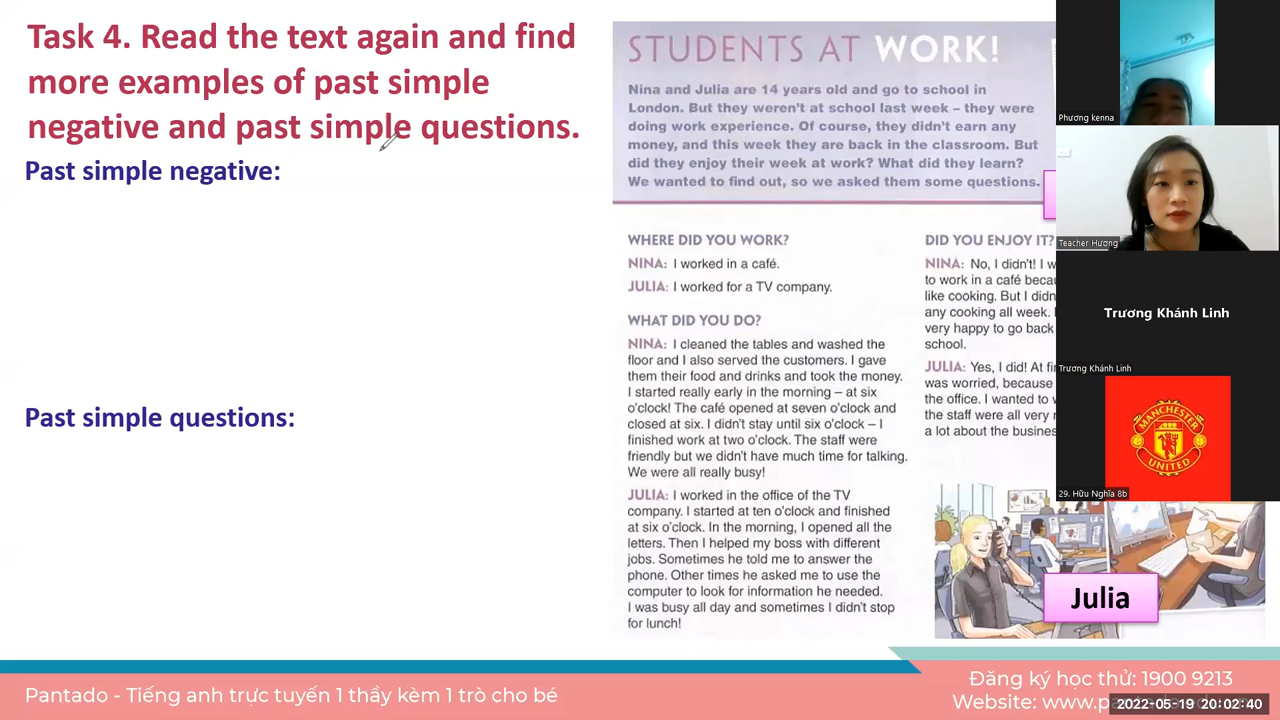 Task 4. Read the text again and find
more examples of past simple
negative and past simple questions.
Past simple negative:
Past simple questions:
STUDENTS AT WORK!
Nina and Julia are 14 years old and go to school in
London. But they weren't at school last week – they were
doing work experience. Of course, they didn't earn any
money, and this week they are back in the classroom. But
did they enjoy their week at work? What did they learn?
We wanted to find out, so we asked them some questions.
WHERE DID YOU WORK?
NINA: I worked in a café.
JULIA: I worked for a TV company.
WHAT DID YOU DO?
NINA: I cleaned the tables and washed the
floor and I also served the customers. I gave
them their food and drinks and took the money.
I started really early in the morning – at six
o'clock! The café opened at seven o'clock and
closed at six. I didn't stay until six o'clock – I
finished work at two o'clock. The staff were
friendly but we didn't have much time for talking.
We were all really busy!
JULIA: I worked in the office of the TV
company. I started at ten o'clock and finished
at six o'clock. In the morning, I opened all the
letters. Then I helped my boss with different
jobs. Sometimes he told me to answer the
phone. Other times he asked me to use the
computer to look for information he needed.
I was busy all day and sometimes I didn't stop
for lunch!
DID YOU ENJOY IT?
NINA: No, I didn't! I
to work in a café
like cooking. But I
any cooking all week.
very happy to go back
school.
JULIA: Yes, I did! At
was worried, because
the office. I wanted to
the staff were all very
a lot about the
Julia
Phương kenna
Teacher Hương
Trương Khánh Linh
Trương Khánh Linh
MANCHESTER
UNITED
29. Hữu Nghĩa 8b
Pantado - Tiếng anh trực tuyến 1 thầy kèm 1 trò cho bé
Đăng ký học thử: 1900 9213
Website: www.
2022-05-19 20:02:40